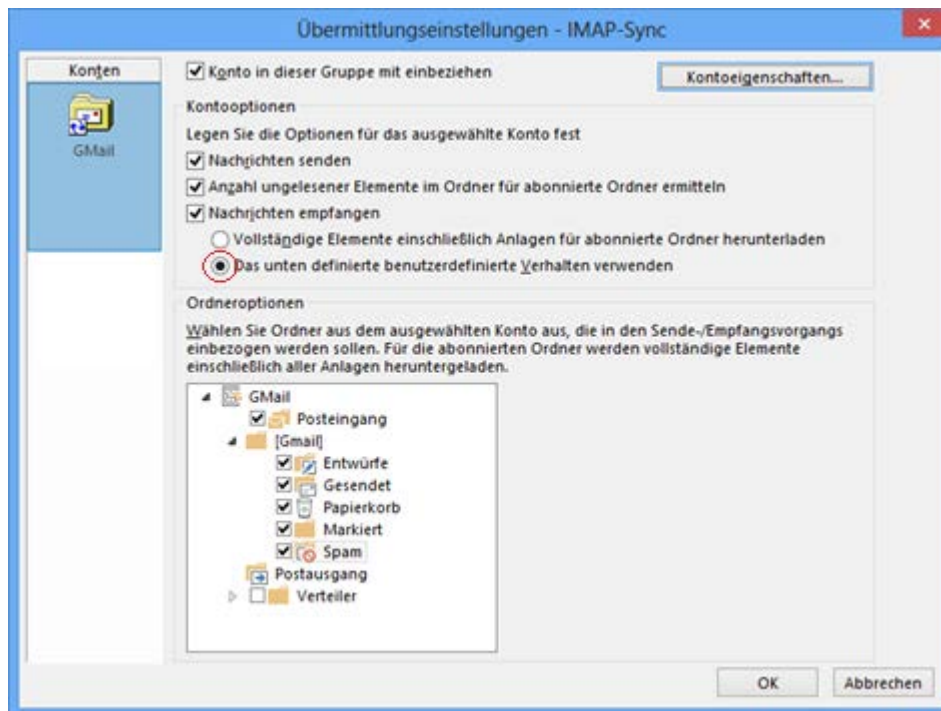 Übermittlungseinstellungen - IMAP-Sync
Konten
GMail
Konto in dieser Gruppe mit einbeziehen
Kontoeigenschaften...
Kontooptionen
Legen Sie die Optionen für das ausgewählte Konto fest
Nachrichten senden
Anzahl ungelesener Elemente im Ordner für abonnierte Ordner ermitteln
Nachrichten empfangen
Vollständige Elemente einschließlich Anlagen für abonnierte Ordner herunterladen
Das unten definierte benutzerdefinierte Verhalten verwenden
Ordneroptionen
Wählen Sie Ordner aus dem ausgewählten Konto aus, die in den Sende-/Empfangsvorgangs
einbezogen werden sollen. Für die abonnierten Ordner werden vollständige Elemente
einschließlich aller Anlagen heruntergeladen.
GMail
Posteingang
[Gmail]
Entwürfe
Gesendet
Papierkorb
Markiert
Spam
Postausgang
Verteiler
OK
Abbrechen